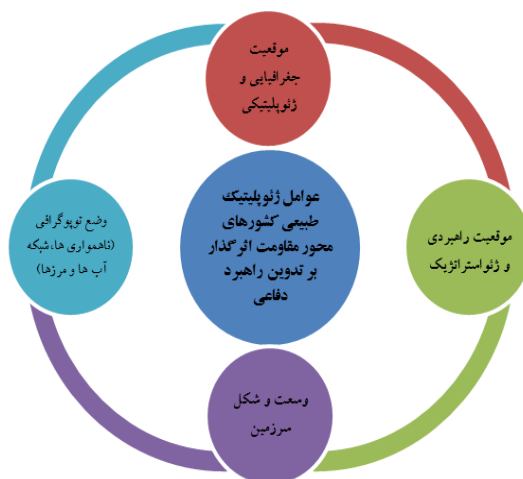 موقعیت
جغرافیایی و
ژئوپلیتیکی
عوامل ژئوپلیتیک
طبیعی کشورهای
محور مقاومت اثرگذار
بر تدوین راهبرد
دفاعی
موقعیت راهبردی
و ژئواستراتژیک
وضع توپوگرافی
(ناهمواری ها،شبکه
آب ها و مرزها)
وسعت و شکل
سرزمین